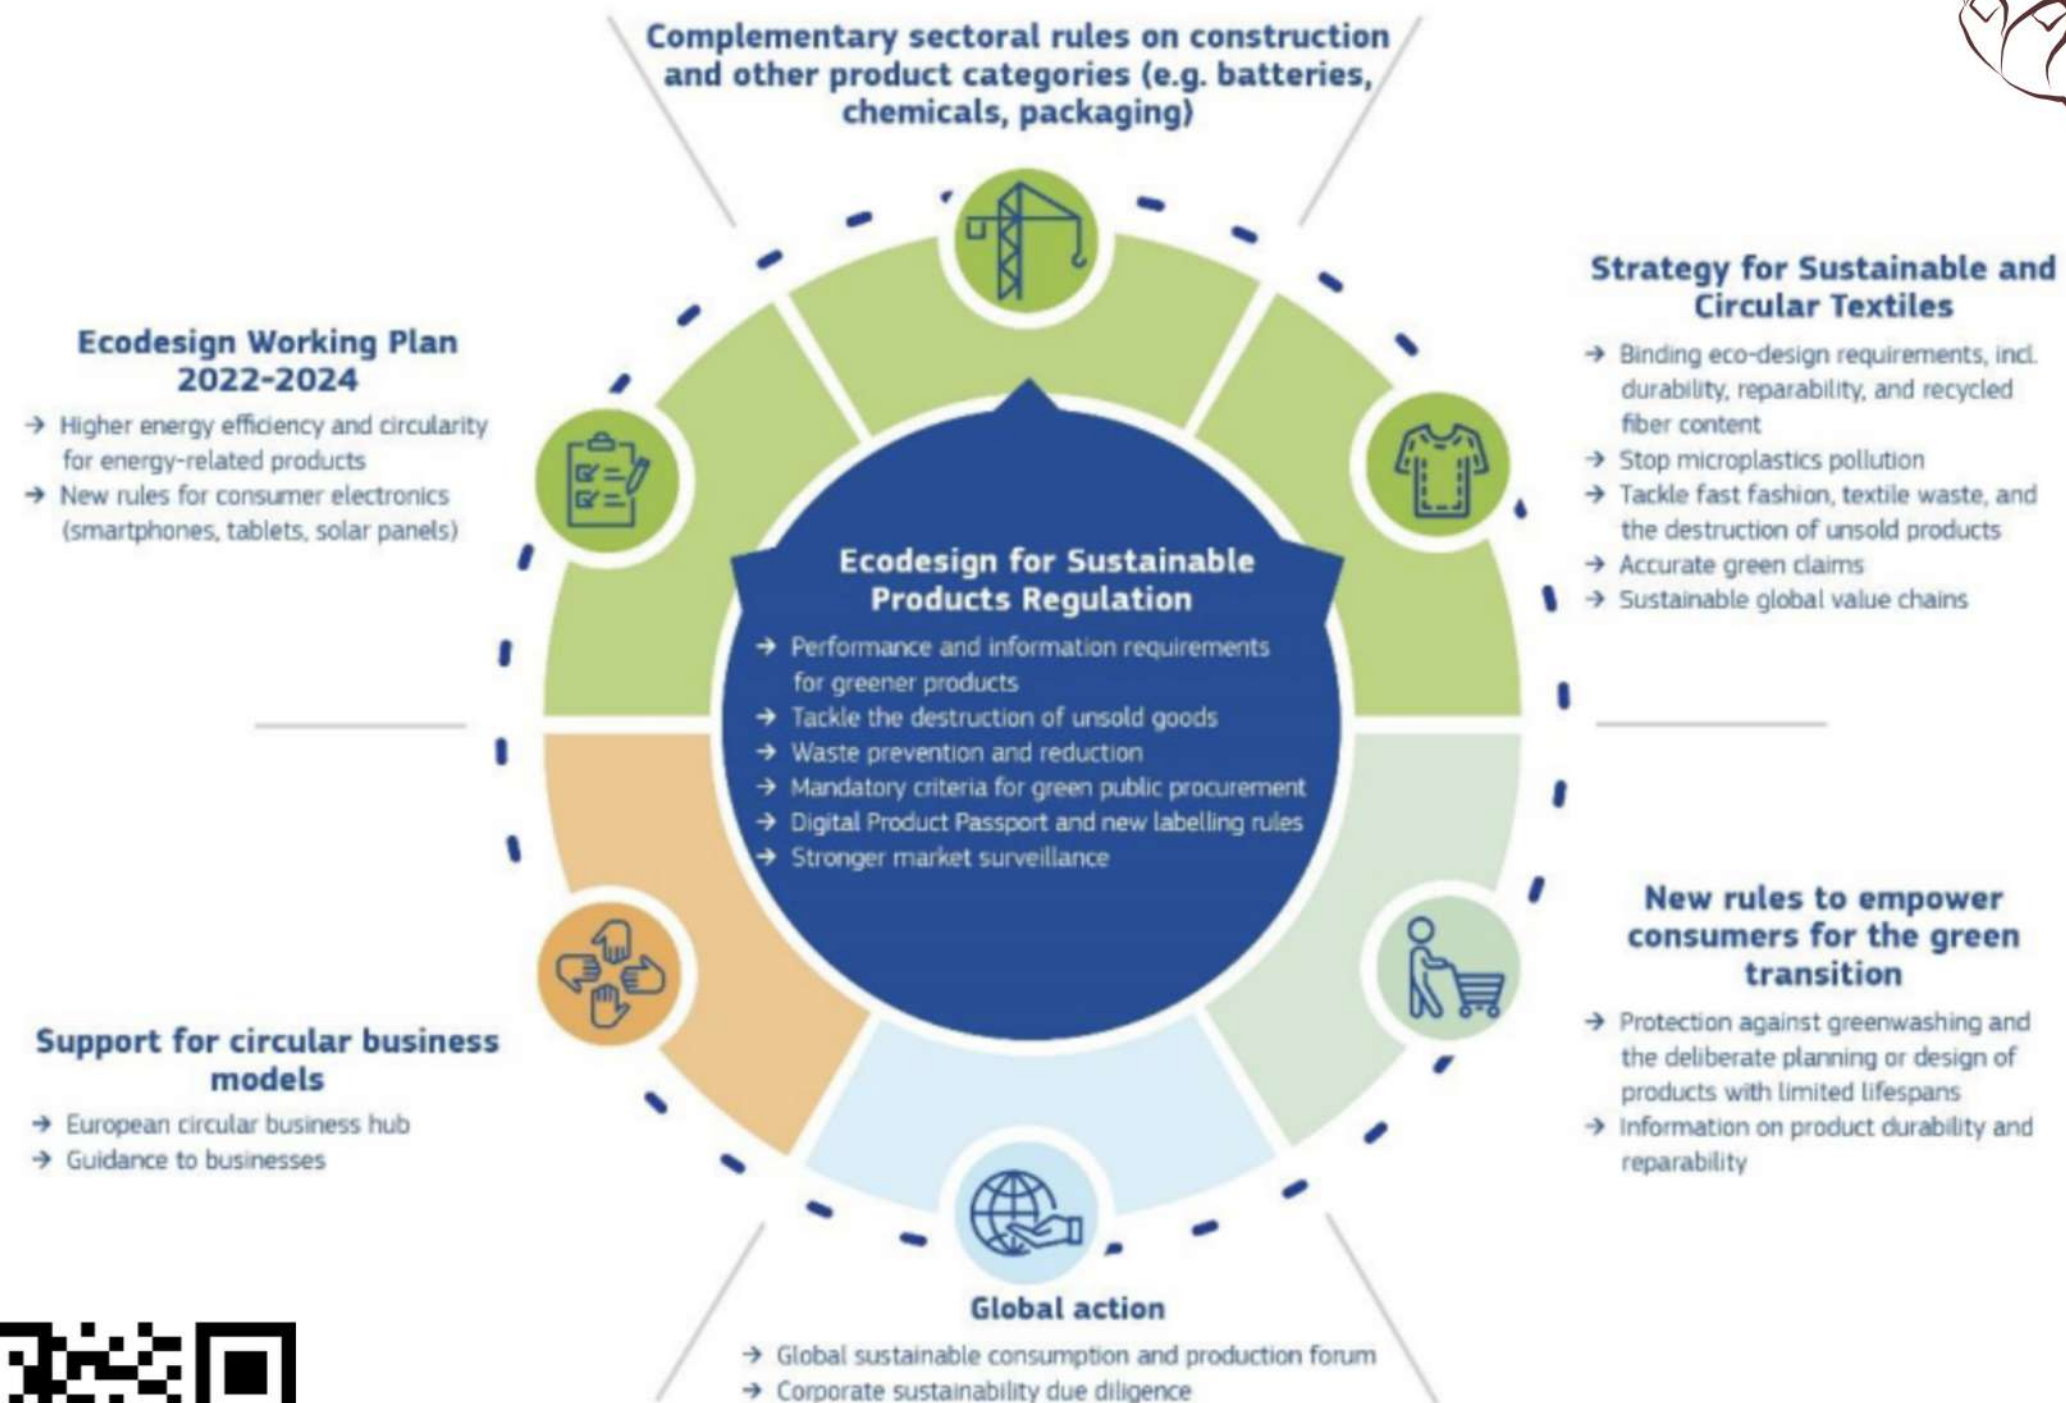 Complementary sectoral rules on construction
and other product categories (e.g. batteries,
chemicals, packaging)
Strategy for Sustainable and
Circular Textiles
→ Binding eco-design requirements, incl.
durability, reparability, and recycled
fiber content
→ Stop microplastics pollution
→ Tackle fast fashion, textile waste, and
the destruction of unsold products
→ Accurate green claims
→ Sustainable global value chains
Ecodesign Working Plan
2022-2024
→ Higher energy efficiency and circularity
for energy-related products
→ New rules for consumer electronics
(smartphones, tablets, solar panels)
Ecodesign for Sustainable
Products Regulation
→ Performance and information requirements
for greener products
→ Tackle the destruction of unsold goods
→ Waste prevention and reduction
→ Mandatory criteria for green public procurement
→ Digital Product Passport and new labelling rules
→ Stronger market surveillance
New rules to empower
consumers for the green
transition
→ Protection against greenwashing and
the deliberate planning or design of
products with limited lifespans
→ Information on product durability and
reparability
Support for circular business
models
→ European circular business hub
→ Guidance to businesses
Global action
→ Global sustainable consumption and production forum
→ Corporate sustainability due diligence